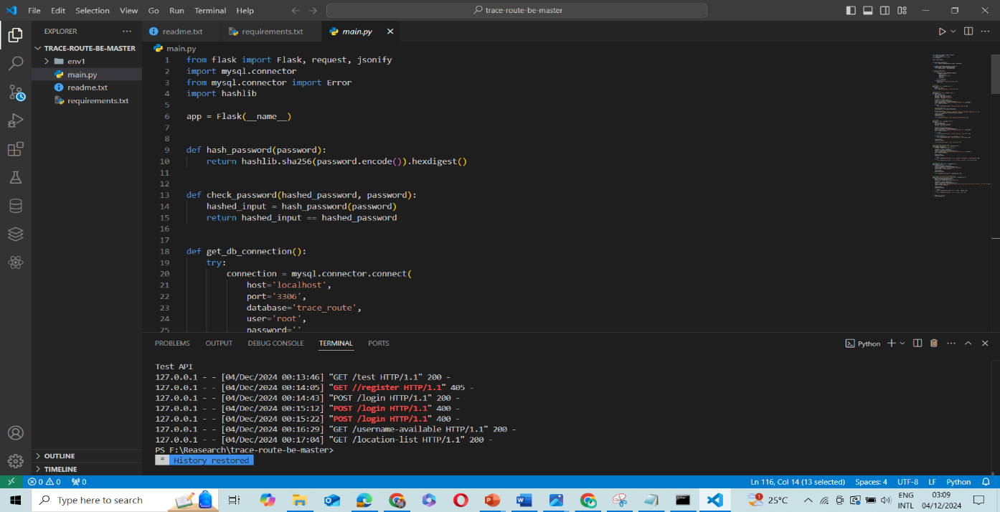 File Edit Selection View Go Run Terminal Help
trace-route-be-master
EXPLORER
readme.txt
requirements.txt
main.py
TRACE-ROUTE-BE-MASTER
env1
main.py
readme.txt
requirements.txt
OUTLINE
TIMELINE
main.py
1 from flask import Flask, request, jsonify
2 import mysql.connector
3 from mysql.connector import Error
4 import hashlib
5
6 app = Flask(__name__)
7
8
9 def hash_password(password):
10 return hashlib.sha256(password.encode()).hexdigest()
11
12
13 def check_password(hashed_password, password):
14 hashed_input = hash_password(password)
15 return hashed_input == hashed_password
16
17
18 def get_db_connection():
19 try:
20 connection = mysql.connector.connect(
21 host='localhost',
22 port='3306',
23 database='trace_route',
24 user='root',
25 password=''
PROBLEMS OUTPUT DEBUG CONSOLE TERMINAL PORTS
Python
Test API
127.0.0.1 - - [04/Dec/2024 00:13:46] "GET /test HTTP/1.1" 200 -
127.0.0.1 - - [04/Dec/2024 00:14:05] "GET //register HTTP/1.1" 405 -
127.0.0.1 - - [04/Dec/2024 00:14:43] "POST /login HTTP/1.1" 200 -
127.0.0.1 - - [04/Dec/2024 00:15:12] "POST /login HTTP/1.1" 400 -
127.0.0.1 - - [04/Dec/2024 00:15:22] "POST /login HTTP/1.1" 400 -
127.0.0.1 - - [04/Dec/2024 00:16:29] "GET /username-available HTTP/1.1" 200 -
127.0.0.1 - - [04/Dec/2024 00:17:04] "GET /location-list HTTP/1.1" 200 -
PS F:\Reasearch\trace-route-be-master>
* History restored
0 0 0
Ln 116, Col 14 (13 selected) Spaces: 4 UTF-8 LF Python
Type here to search
1
25°C
ENG
INTL
03:09
04/12/2024